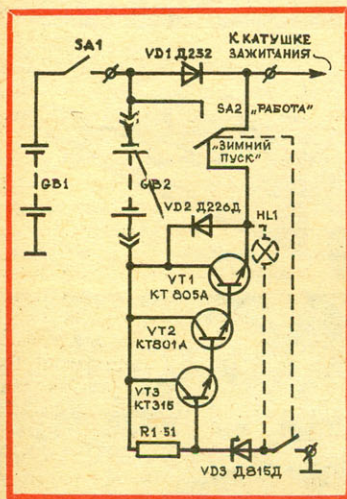 К КАТУШКЕ
ЗАЖИГАНИЯ
SA1
VD1 Д232
SA2 „РАБОТА"
„ЗИМНИЙ
ПУСК"
GB1
GB2
VD2 Д226Д
HL1
VT1
КТ 805А
VT2
КТ801А
VT3
КТ315
R1 51
VD3 Д815Д